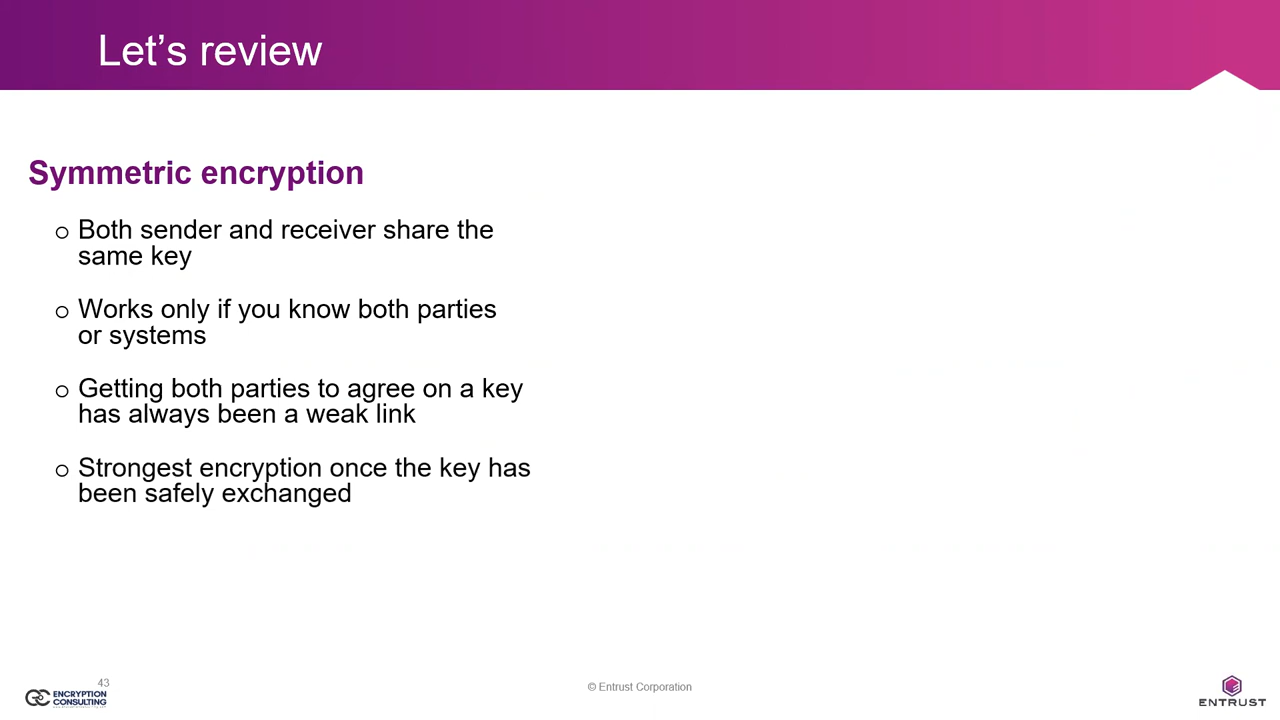 Let's review
Symmetric encryption
o Both sender and receiver share the
same key
o Works only if you know both parties
or systems
o Getting both parties to agree on a key
has always been a weak link
o Strongest encryption once the key has
been safely exchanged
43
ENCRYPTION
CONSULTING
© Entrust Corporation
ENTRUST